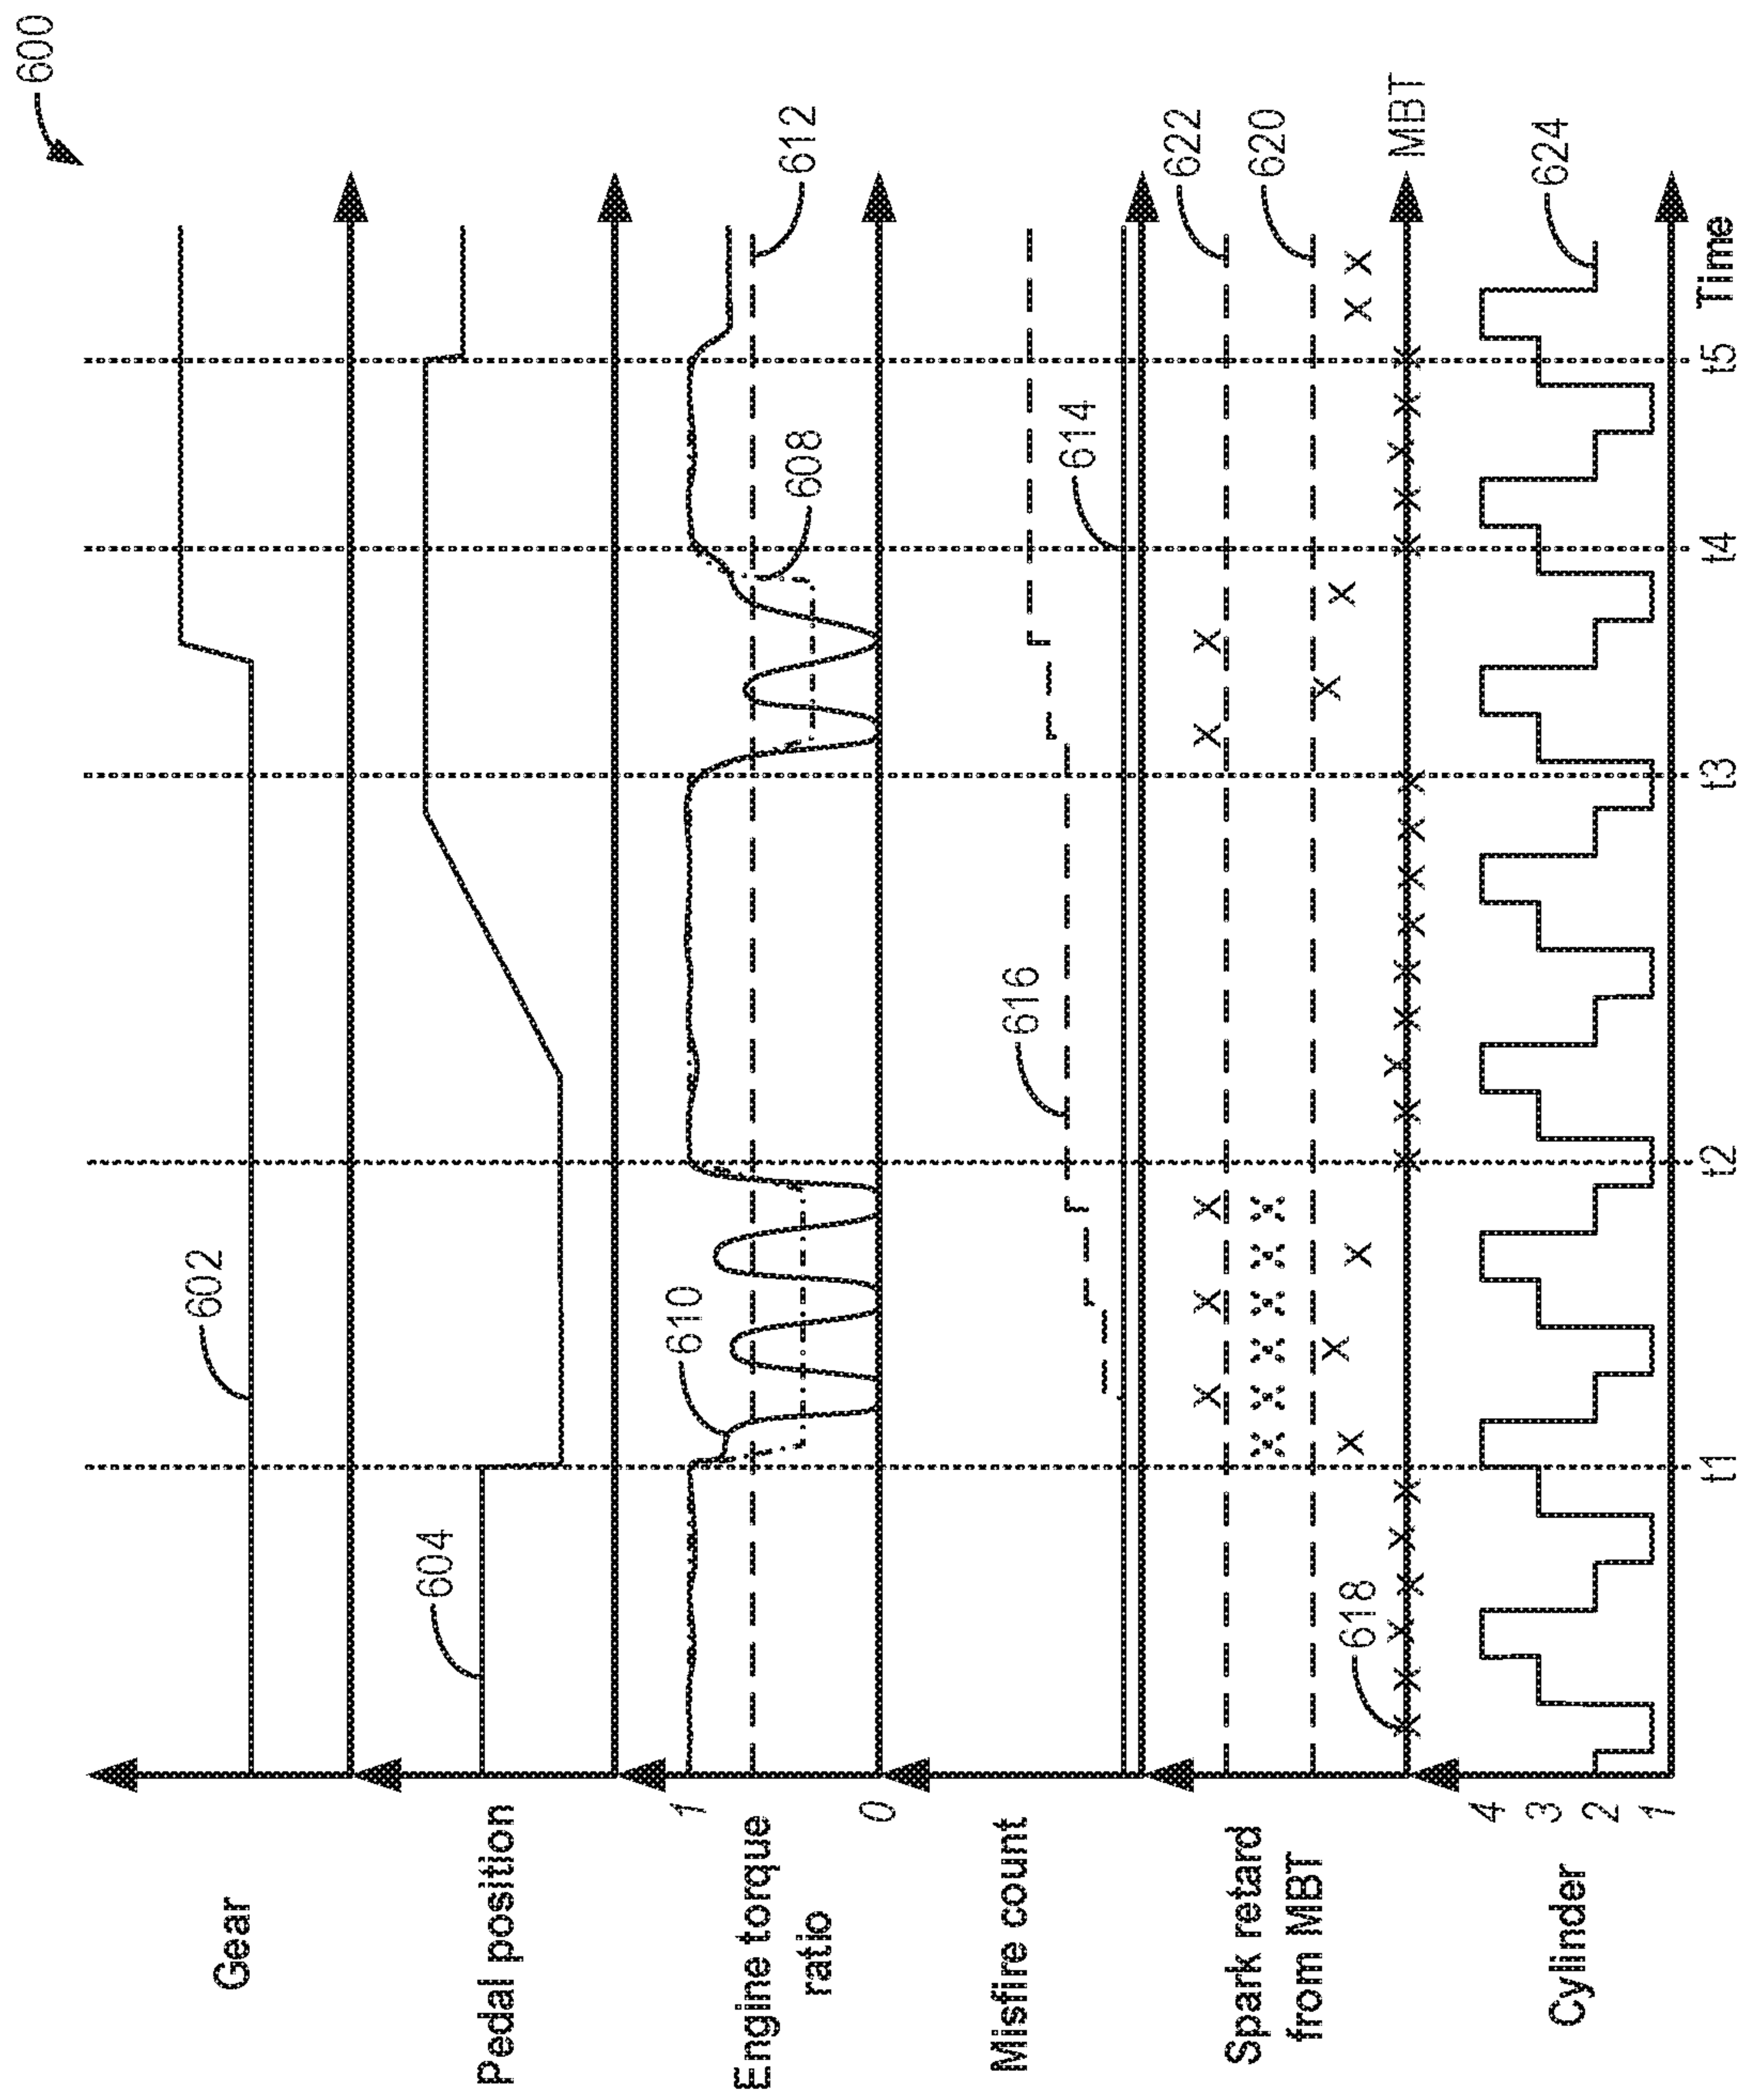 600
Gear
602
Pedal position
604
Engine torque
ratio
1
0
610
608
612
Misfire count
616
614
Spark retard
from MBT
618
622
620
MBT
Cylinder
4
3
2
1
624
t1
t2
t3
t4
t5
Time